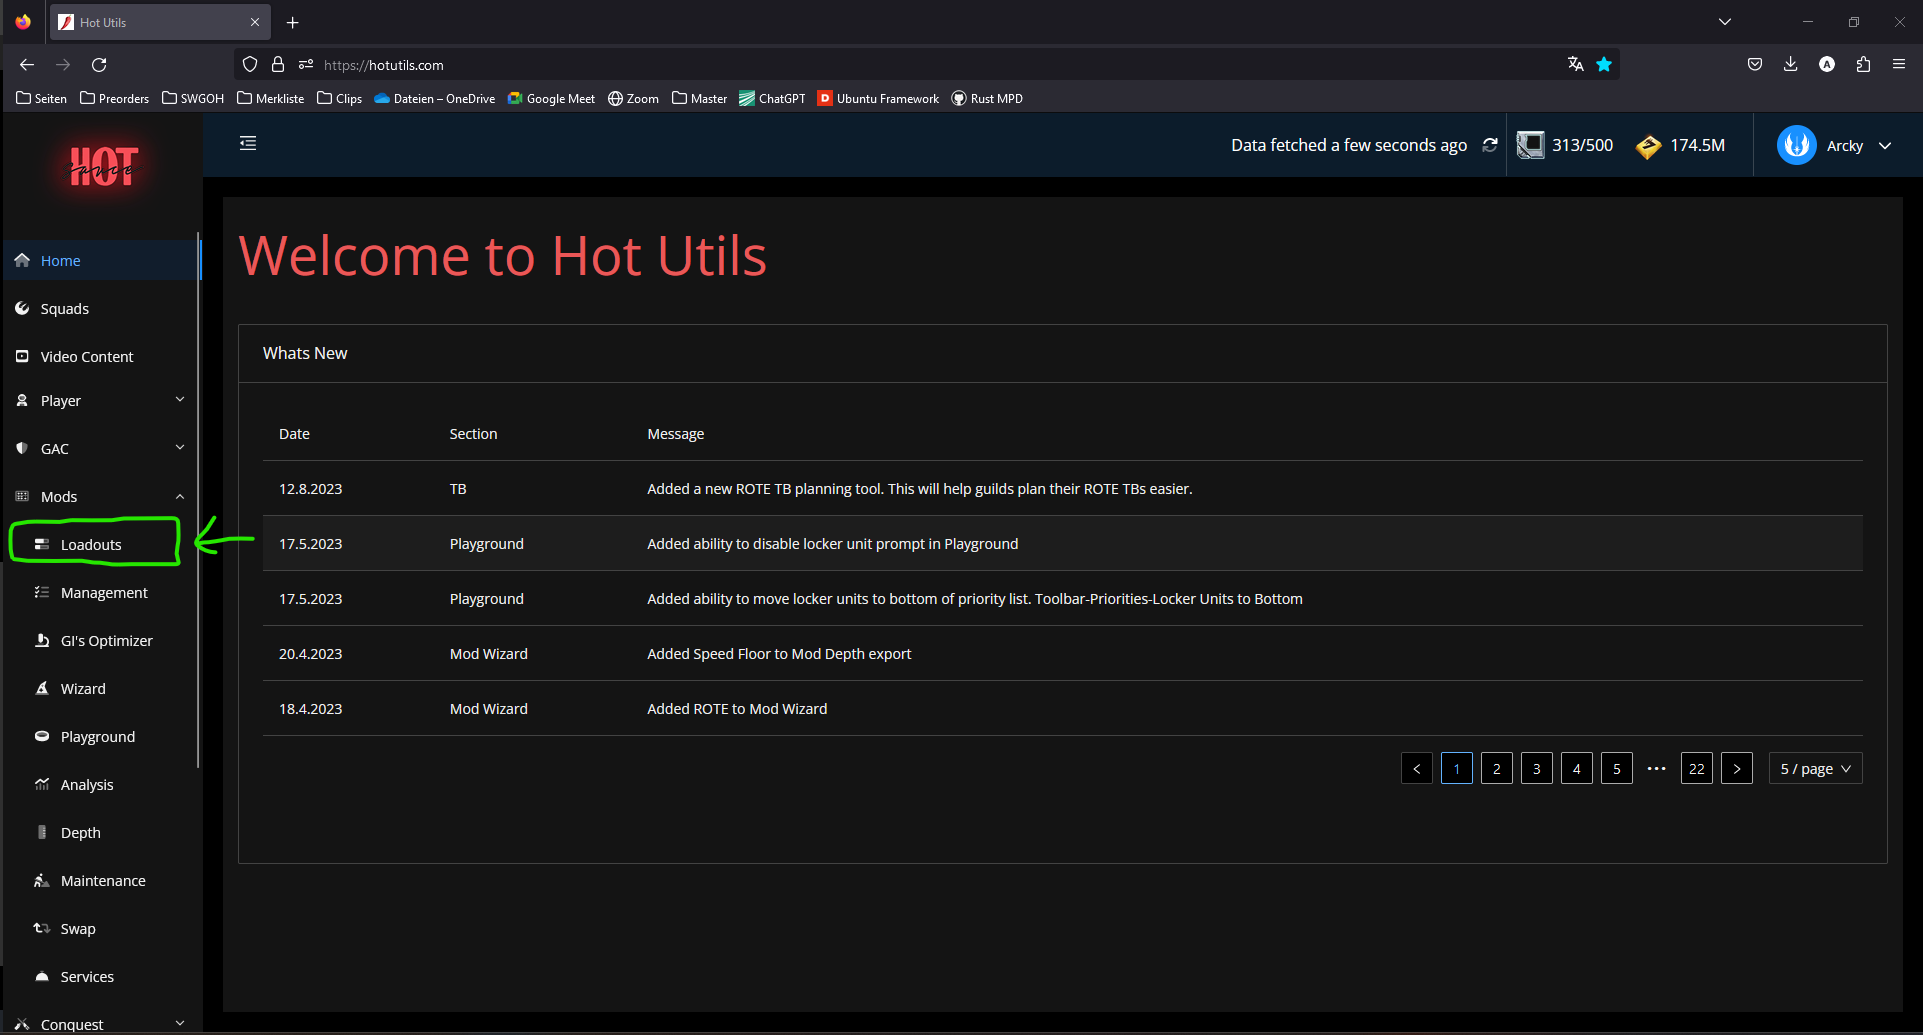 Hot Utils
https://hotutils.com
Seiten Preorders SWGOH Merkliste Clips Dateien – OneDrive Google Meet Zoom Master ChatGPT Ubuntu Framework Rust MPD
HOT
Data fetched a few seconds ago 313/500 174.5M Arcky
Home
Squads
Video Content
Player
GAC
Mods
Loadouts
Management
GI's Optimizer
Wizard
Playground
Analysis
Depth
Maintenance
Swap
Services
Conquest
Welcome to Hot Utils
Whats New
Date Section Message
12.8.2023 TB Added a new ROTE TB planning tool. This will help guilds plan their ROTE TBs easier.
17.5.2023 Playground Added ability to disable locker unit prompt in Playground
17.5.2023 Playground Added ability to move locker units to bottom of priority list. Toolbar-Priorities-Locker Units to Bottom
20.4.2023 Mod Wizard Added Speed Floor to Mod Depth export
18.4.2023 Mod Wizard Added ROTE to Mod Wizard
< 1 2 3 4 5 ••• 22 > 5 / page